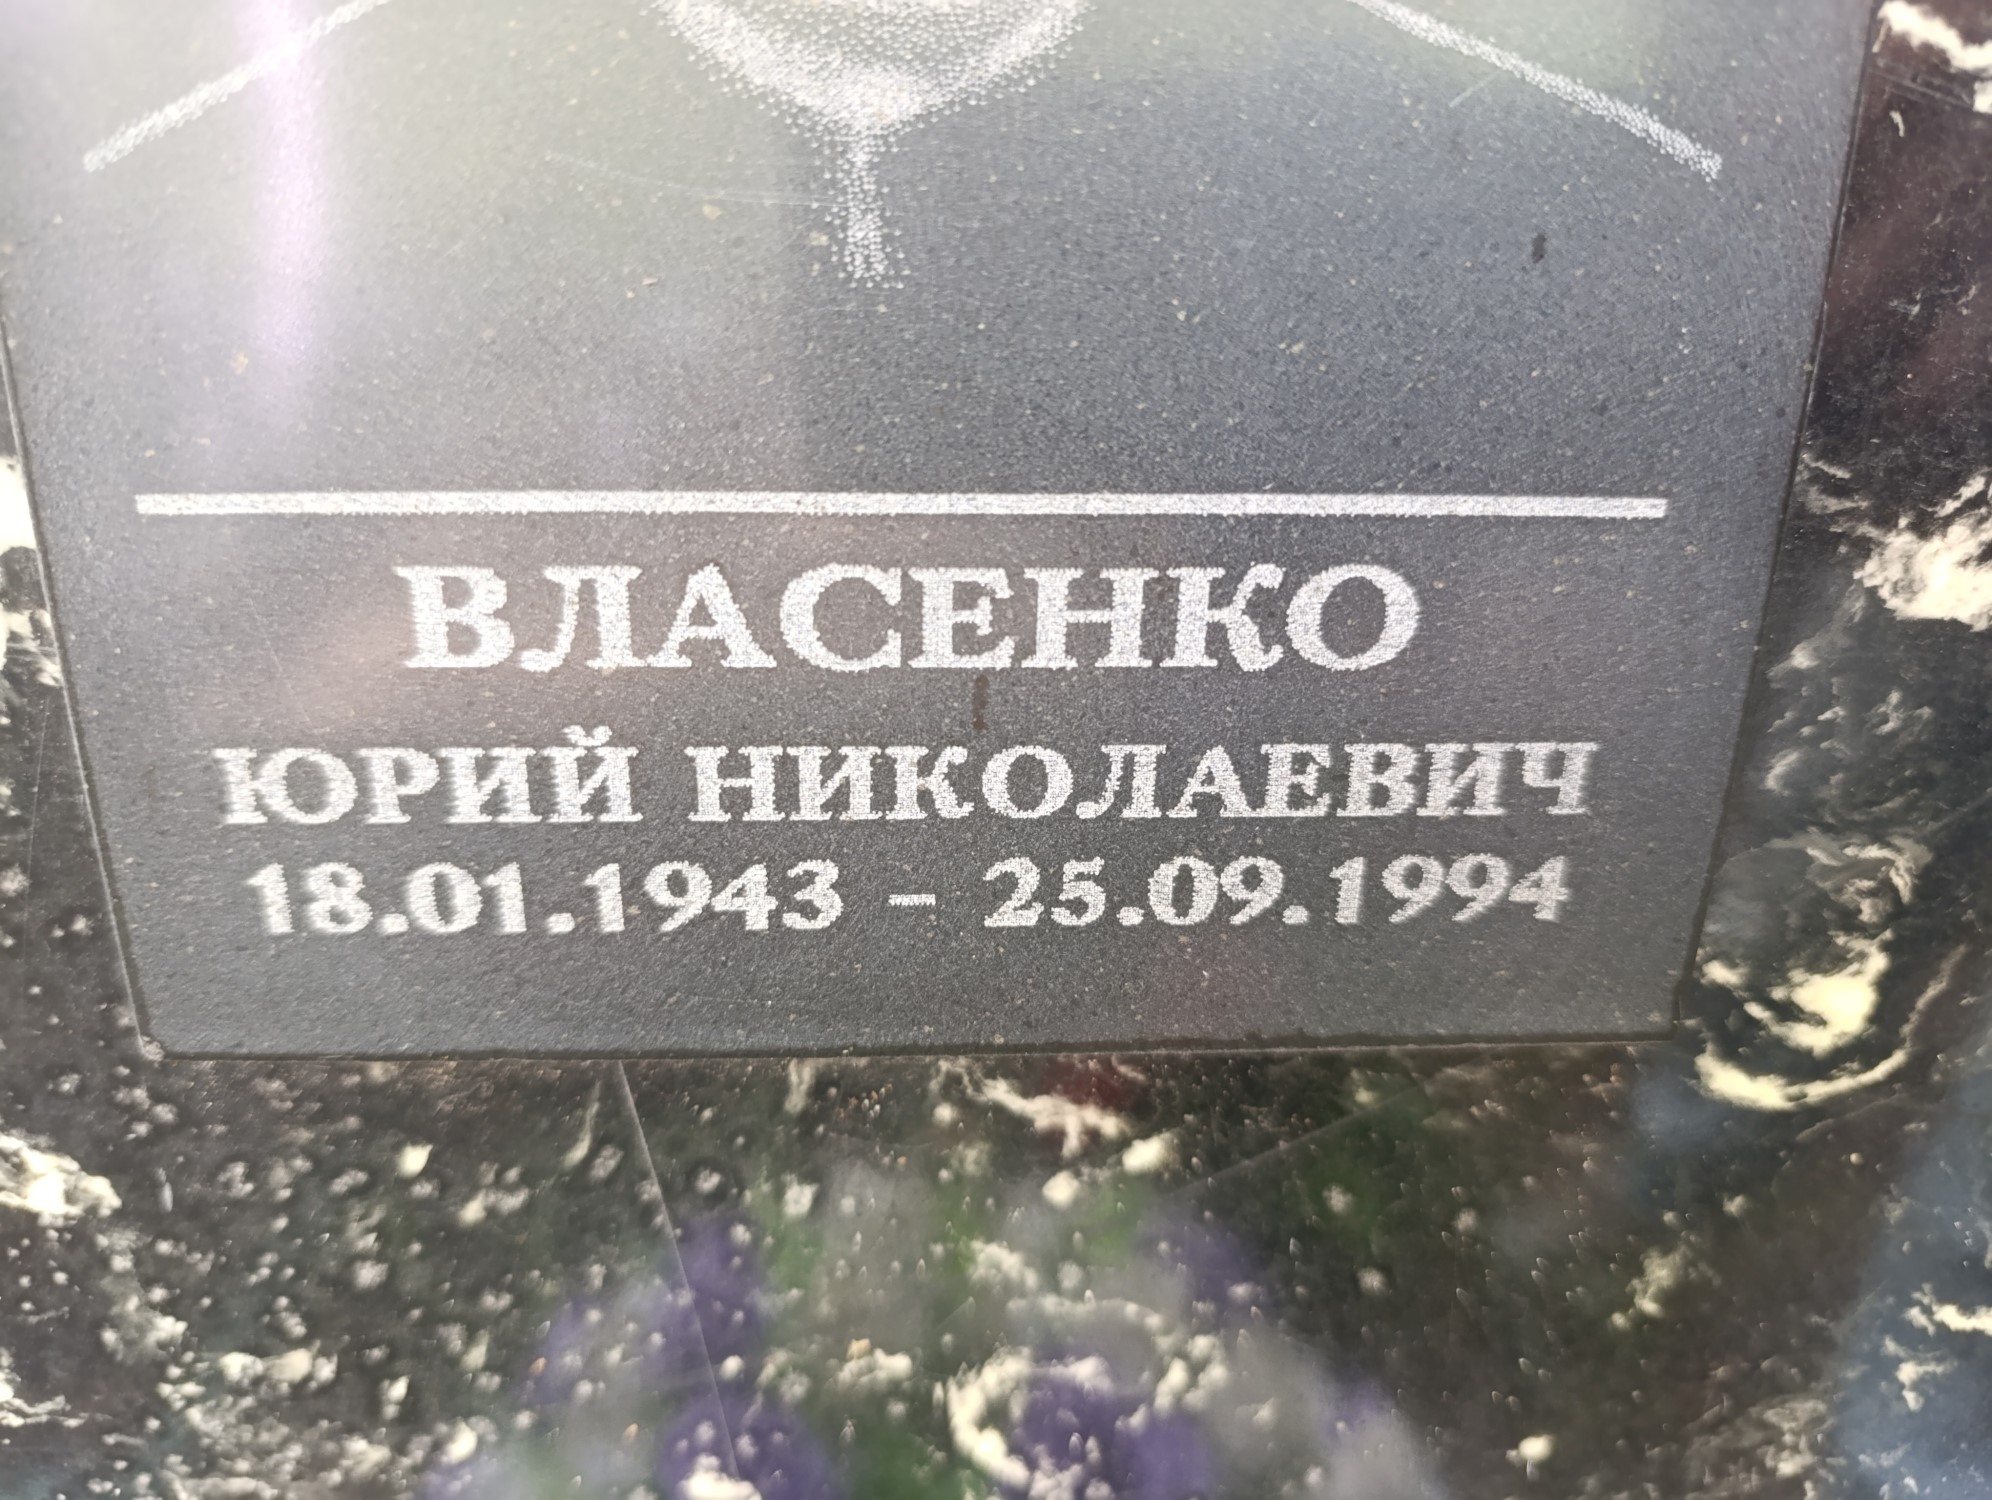 ВЛАСЕНКО
ЮРИЙ НИКОЛАЕВИЧ
18.01.1943 – 25.09.1994